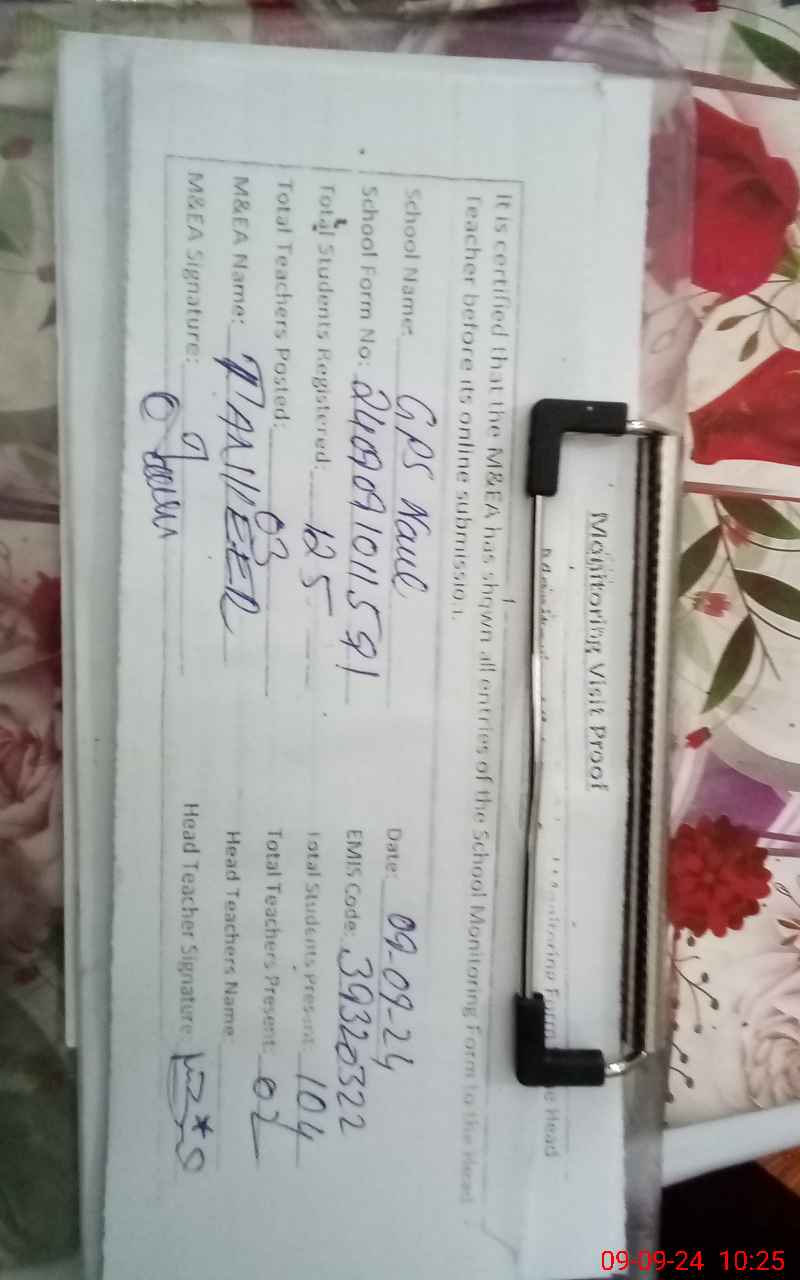 Monitoring Visit Proof
It is certified that the M&EA has shown all entries of the School Monitoring Form to the Head
Teacher before its online submission.
School Name: GPS Naul Date: 09-09-24
School Form No: 2409091011591 EMIS Code: 39320322
Total Students Registered: 125 Total Students Present: 104
Total Teachers Posted: 02 Total Teachers Present: 02
M&EA Name: TANVEER Head Teachers Name
M&EA Signature: Head Teacher Signature
09-09-24 10:25